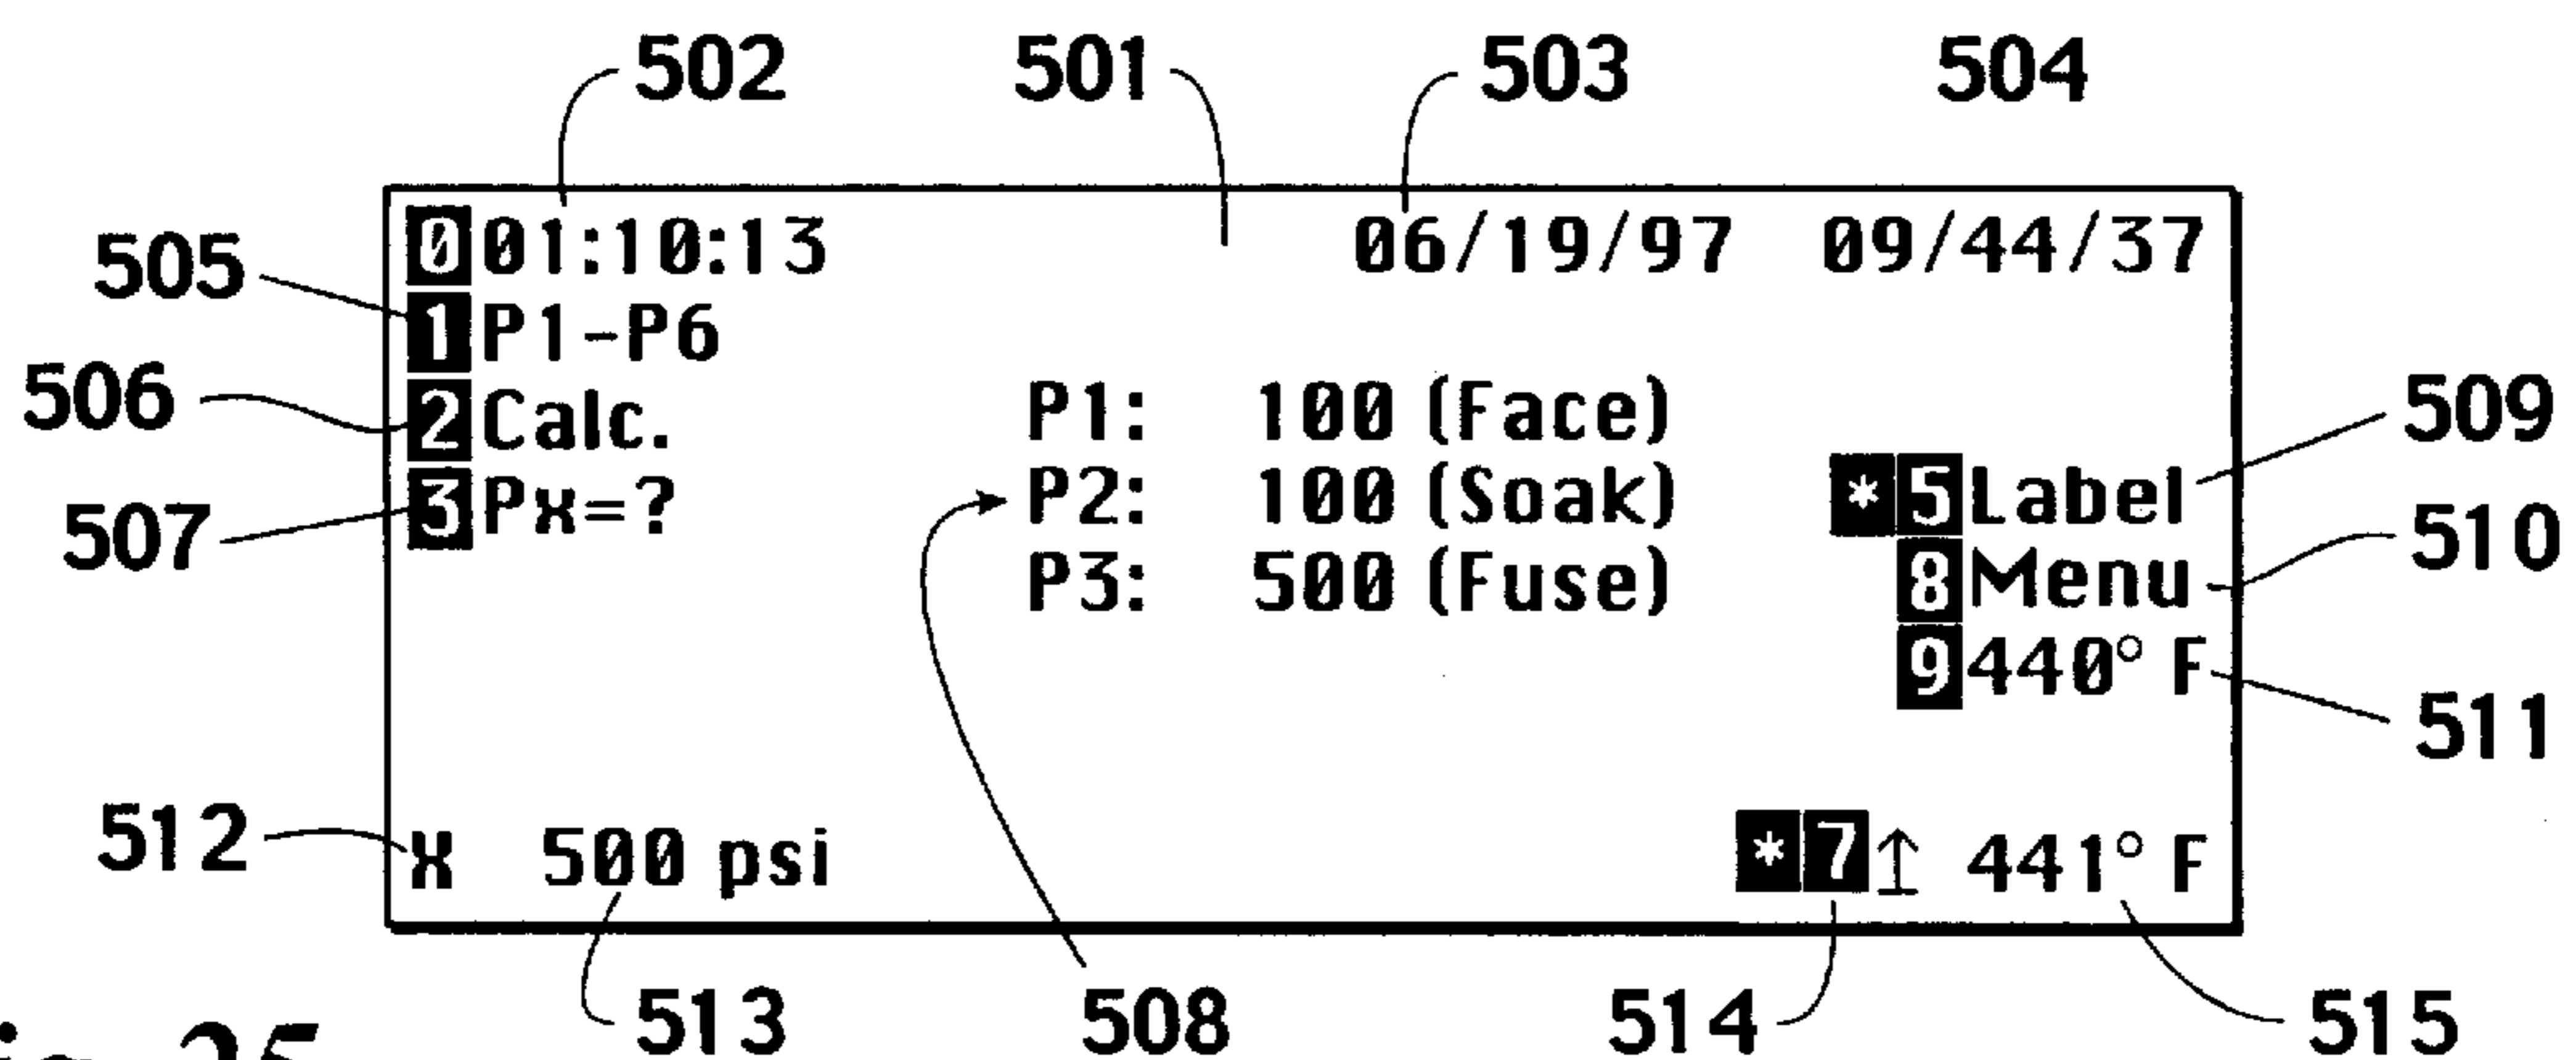 502 501 503 504
0 01:10:13 06/19/97 09/44/37
505
1 P1-P6
506
2 Calc. P1: 100 (Face) 509
507
3 Px=? P2: 100 (Soak) *5 Label
510
P3: 500 (Fuse) 8 Menu
9 440° F
511
512
X 500 psi *7↥ 441° F
513 508 514 515
25